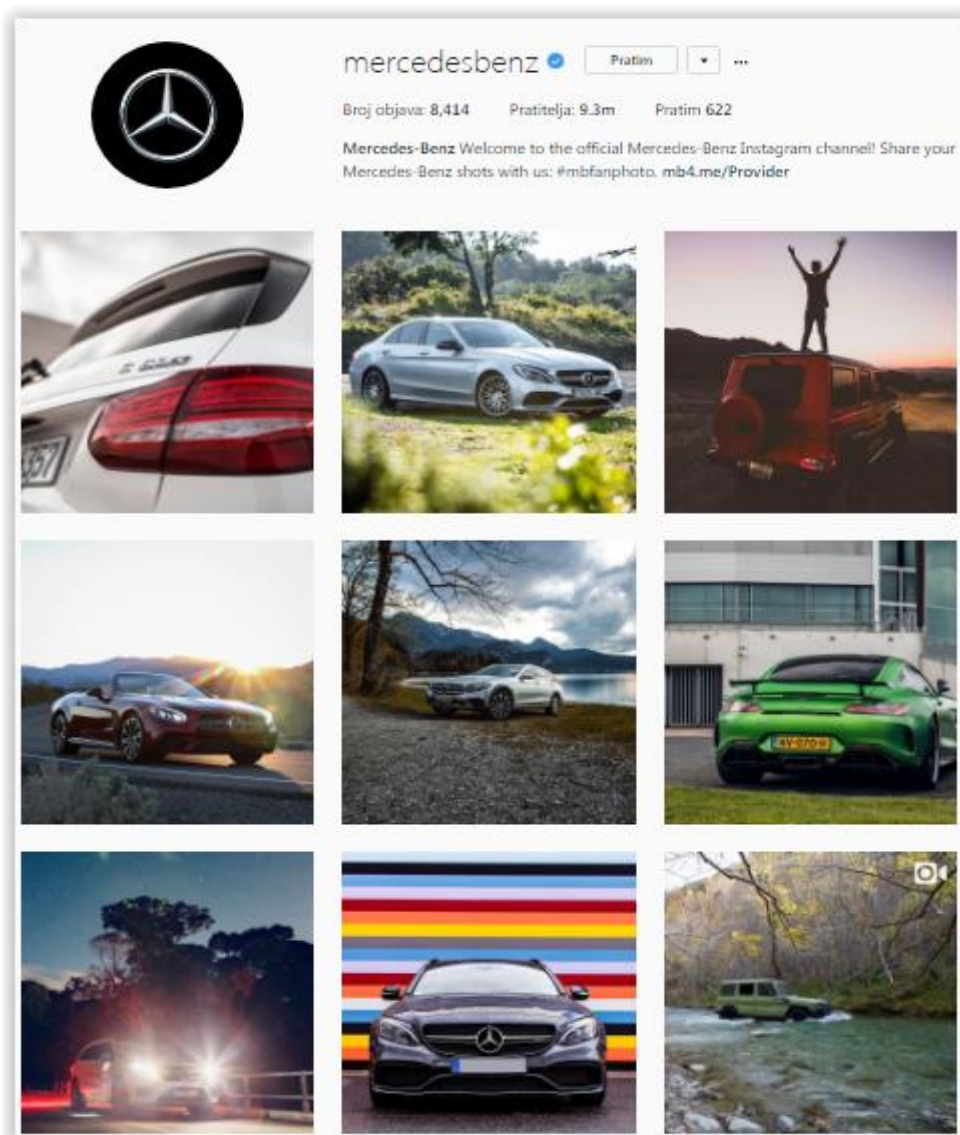 mercedesbenz Pratim ...
Broj objava: 8,414 Pratitelja: 9.3m Pratim 622
Mercedes-Benz Welcome to the official Mercedes-Benz Instagram channel! Share your
Mercedes-Benz shots with us: #mbfanphoto. mb4.me/Provider